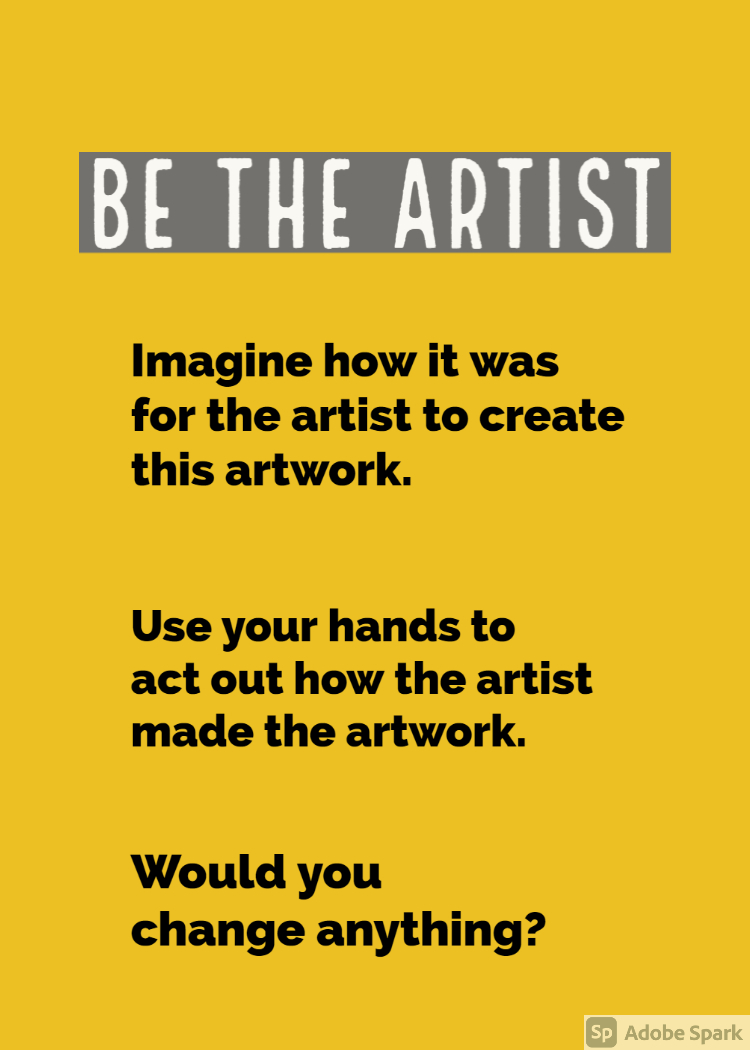 BE THE ARTIST
Imagine how it was
for the artist to create
this artwork.
Use your hands to
act out how the artist
made the artwork.
Would you
change anything?
Sp Adobe Spark